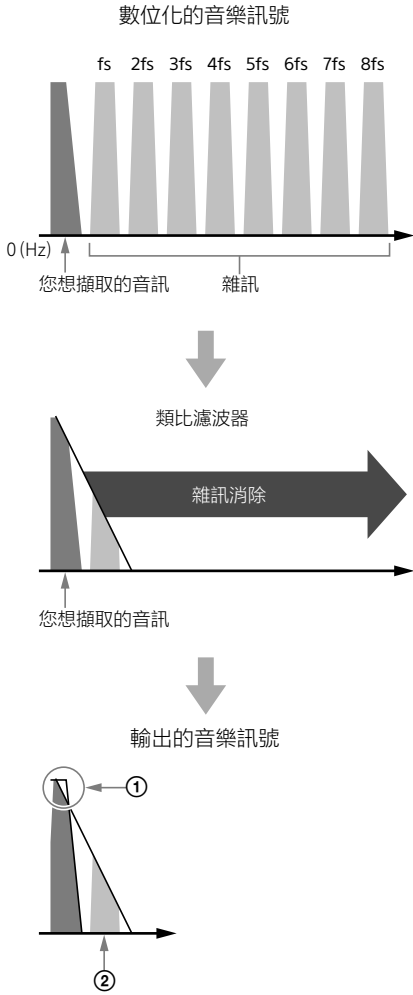 數位化的音樂訊號
fs 2fs 3fs 4fs 5fs 6fs 7fs 8fs
0 (Hz)
您想擷取的音訊 雜訊
類比濾波器
雜訊消除
您想擷取的音訊
輸出的音樂訊號
①
②